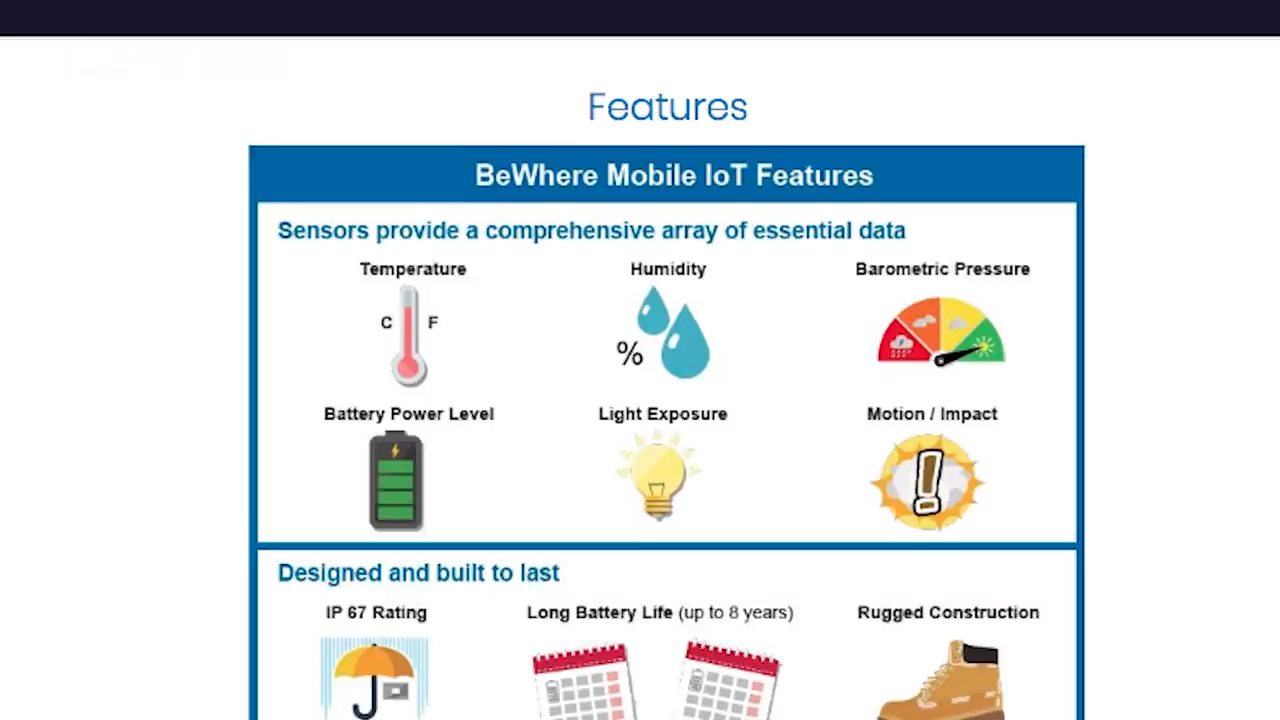 Features
BeWhere Mobile IoT Features
Sensors provide a comprehensive array of essential data
Temperature
Humidity
Barometric Pressure
C F
%
Battery Power Level
Light Exposure
Motion / Impact
!
Designed and built to last
IP 67 Rating
Long Battery Life (up to 8 years)
Rugged Construction